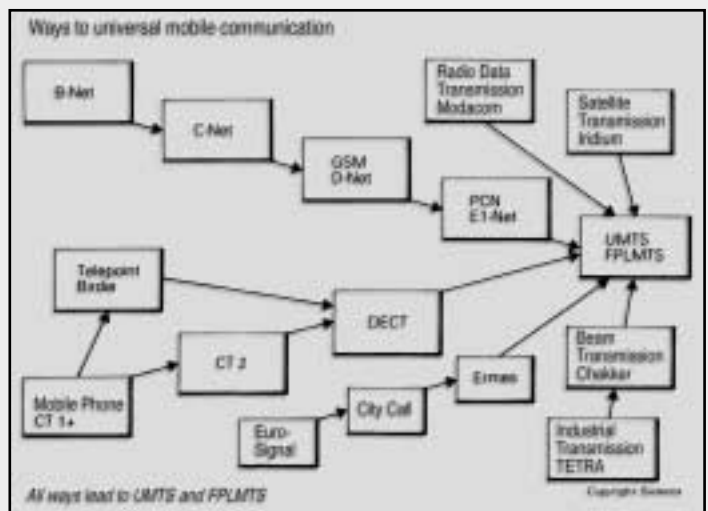 Ways to universal mobile communication
B-Net
C-Net
GSM
D-Net
PCN
E1-Net
Radio Data
Transmission
Modacom
Satellite
Transmission
Iridium
UMTS
FPLMTS
Telepoint
Birdie
DECT
CT 2
Mobile Phone
CT 1+
Euro-
Signal
City Call
Ermes
Beam
Transmission
Chekker
Industrial
Transmission
TETRA
All ways lead to UMTS and FPLMTS
Copyright Siemens